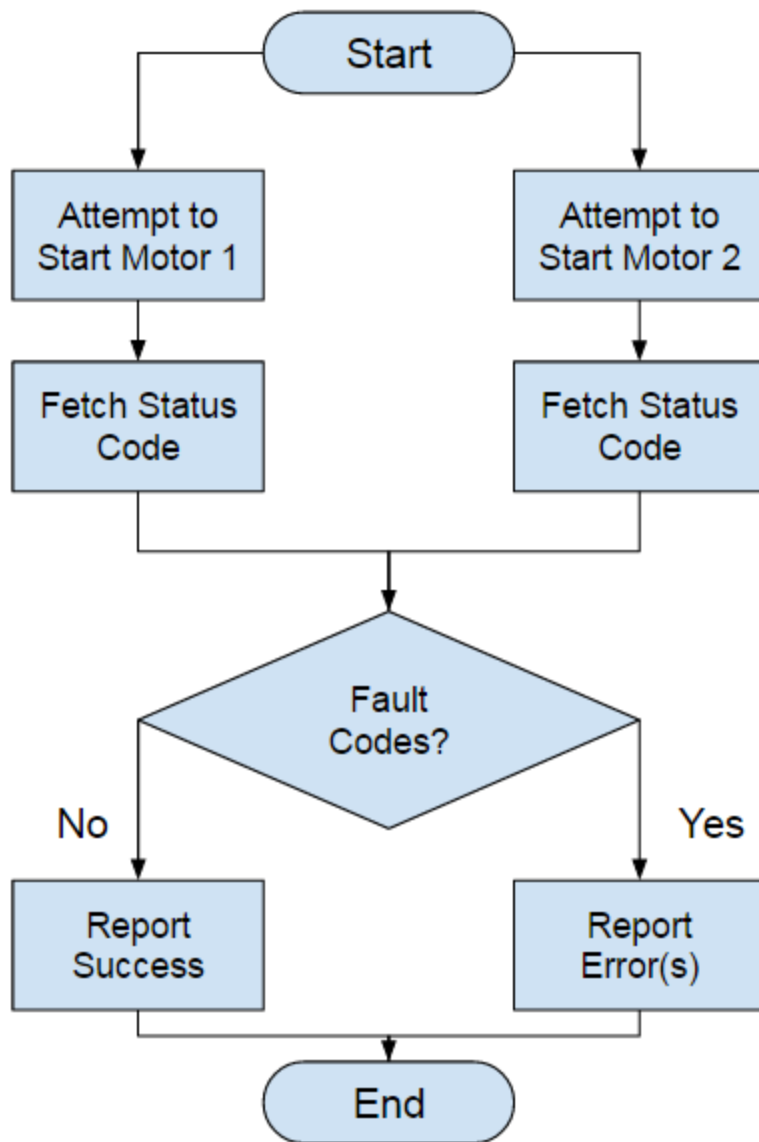 Start
Attempt to
Start Motor 1
Attempt to
Start Motor 2
Fetch Status
Code
Fetch Status
Code
Fault
Codes?
No
Yes
Report
Success
Report
Error(s)
End